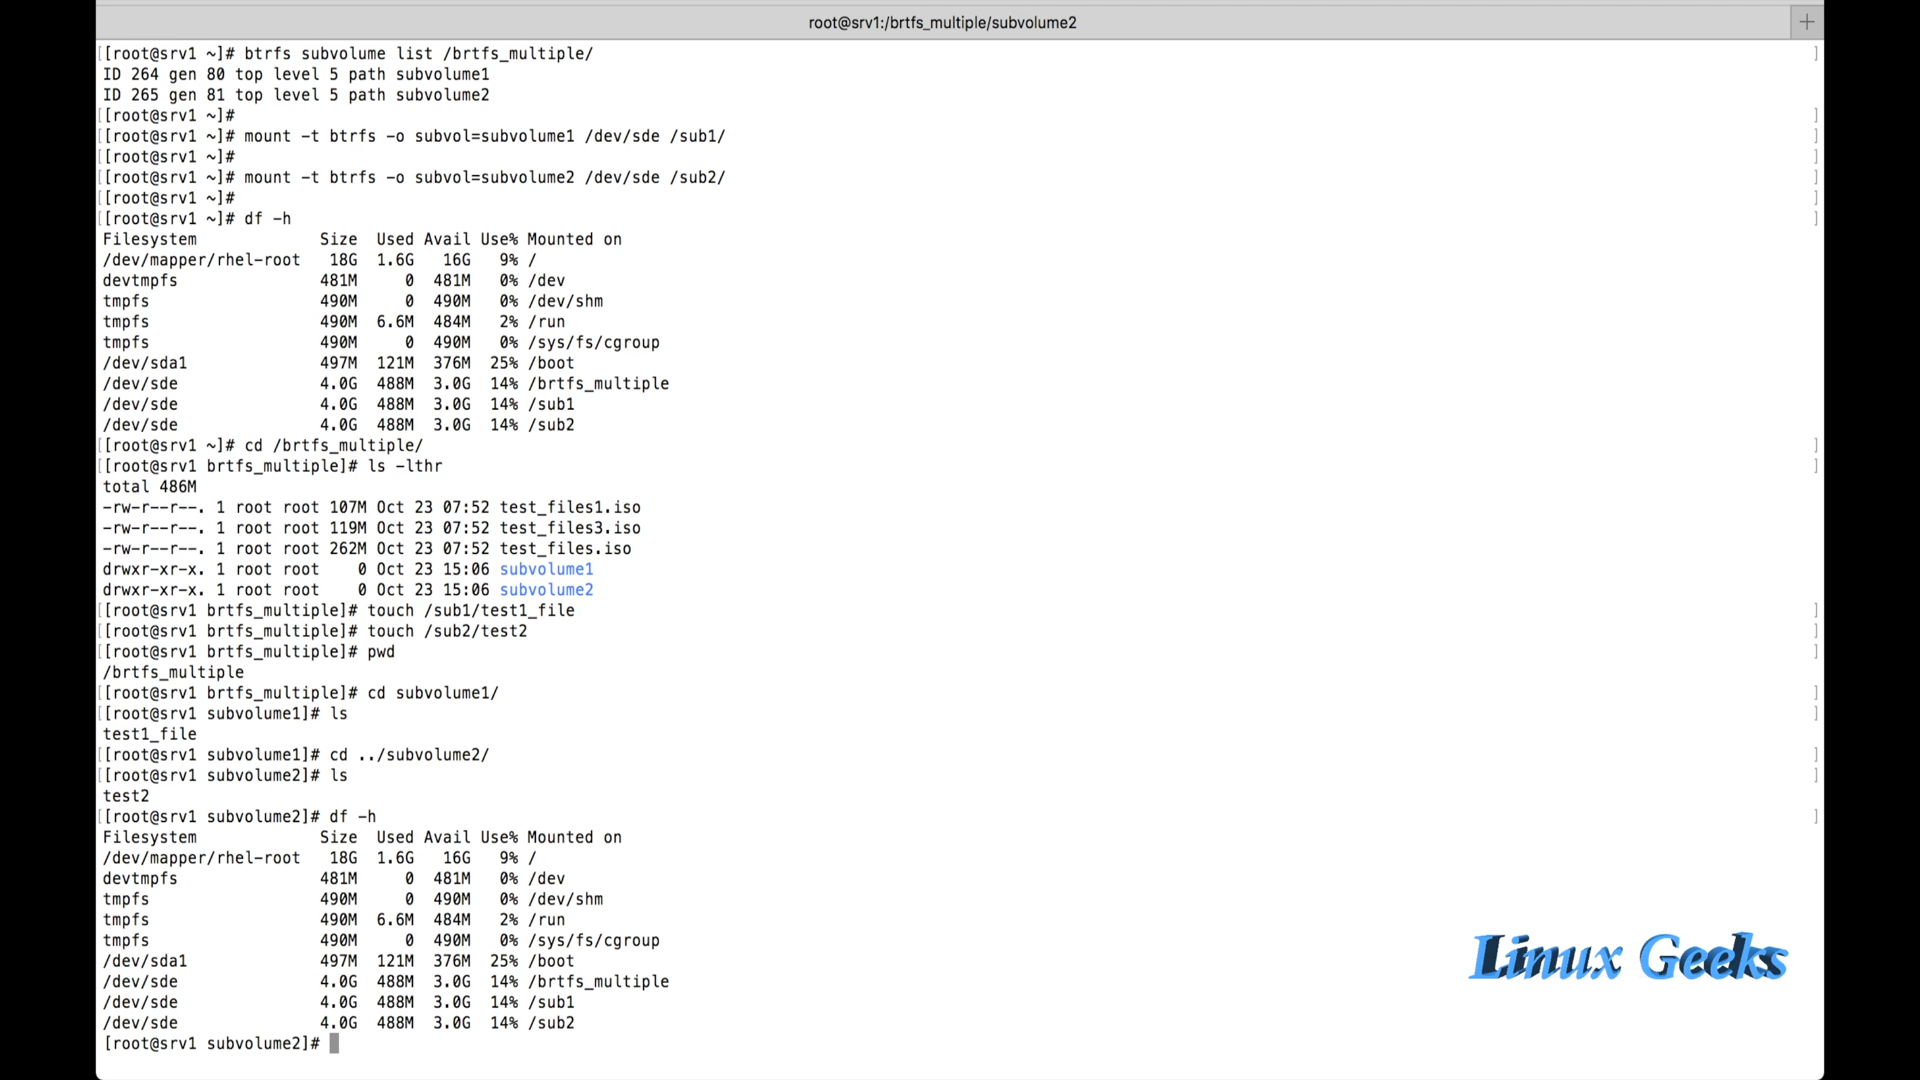 root@srv1:/brtfs_multiple/subvolume2
[[root@srv1 ~]# btrfs subvolume list /brtfs_multiple/
ID 264 gen 80 top level 5 path subvolume1
ID 265 gen 81 top level 5 path subvolume2
[[root@srv1 ~]#
[[root@srv1 ~]# mount -t btrfs -o subvol=subvolume1 /dev/sde /sub1/
[[root@srv1 ~]#
[[root@srv1 ~]# mount -t btrfs -o subvol=subvolume2 /dev/sde /sub2/
[[root@srv1 ~]#
[[root@srv1 ~]# df -h
Filesystem             Size  Used Avail Use% Mounted on
/dev/mapper/rhel-root   18G  1.6G   16G   9% /
devtmpfs               481M     0  481M   0% /dev
tmpfs                  490M     0  490M   0% /dev/shm
tmpfs                  490M  6.6M  484M   2% /run
tmpfs                  490M     0  490M   0% /sys/fs/cgroup
/dev/sda1              497M  121M  376M  25% /boot
/dev/sde               4.0G  488M  3.0G  14% /brtfs_multiple
/dev/sde               4.0G  488M  3.0G  14% /sub1
/dev/sde               4.0G  488M  3.0G  14% /sub2
[[root@srv1 ~]# cd /brtfs_multiple/
[[root@srv1 brtfs_multiple]# ls -lthr
total 486M
-rw-r--r--. 1 root root 107M Oct 23 07:52 test_files1.iso
-rw-r--r--. 1 root root 119M Oct 23 07:52 test_files3.iso
-rw-r--r--. 1 root root 262M Oct 23 07:52 test_files.iso
drwxr-xr-x. 1 root root    0 Oct 23 15:06 subvolume1
drwxr-xr-x. 1 root root    0 Oct 23 15:06 subvolume2
[[root@srv1 brtfs_multiple]# touch /sub1/test1_file
[[root@srv1 brtfs_multiple]# touch /sub2/test2
[[root@srv1 brtfs_multiple]# pwd
/brtfs_multiple
[[root@srv1 brtfs_multiple]# cd subvolume1/
[[root@srv1 subvolume1]# ls
test1_file
[[root@srv1 subvolume1]# cd ../subvolume2/
[[root@srv1 subvolume2]# ls
test2
[[root@srv1 subvolume2]# df -h
Filesystem             Size  Used Avail Use% Mounted on
/dev/mapper/rhel-root   18G  1.6G   16G   9% /
devtmpfs               481M     0  481M   0% /dev
tmpfs                  490M     0  490M   0% /dev/shm
tmpfs                  490M  6.6M  484M   2% /run
tmpfs                  490M     0  490M   0% /sys/fs/cgroup
/dev/sda1              497M  121M  376M  25% /boot
/dev/sde               4.0G  488M  3.0G  14% /brtfs_multiple
/dev/sde               4.0G  488M  3.0G  14% /sub1
/dev/sde               4.0G  488M  3.0G  14% /sub2
[root@srv1 subvolume2]#
Linux Geeks